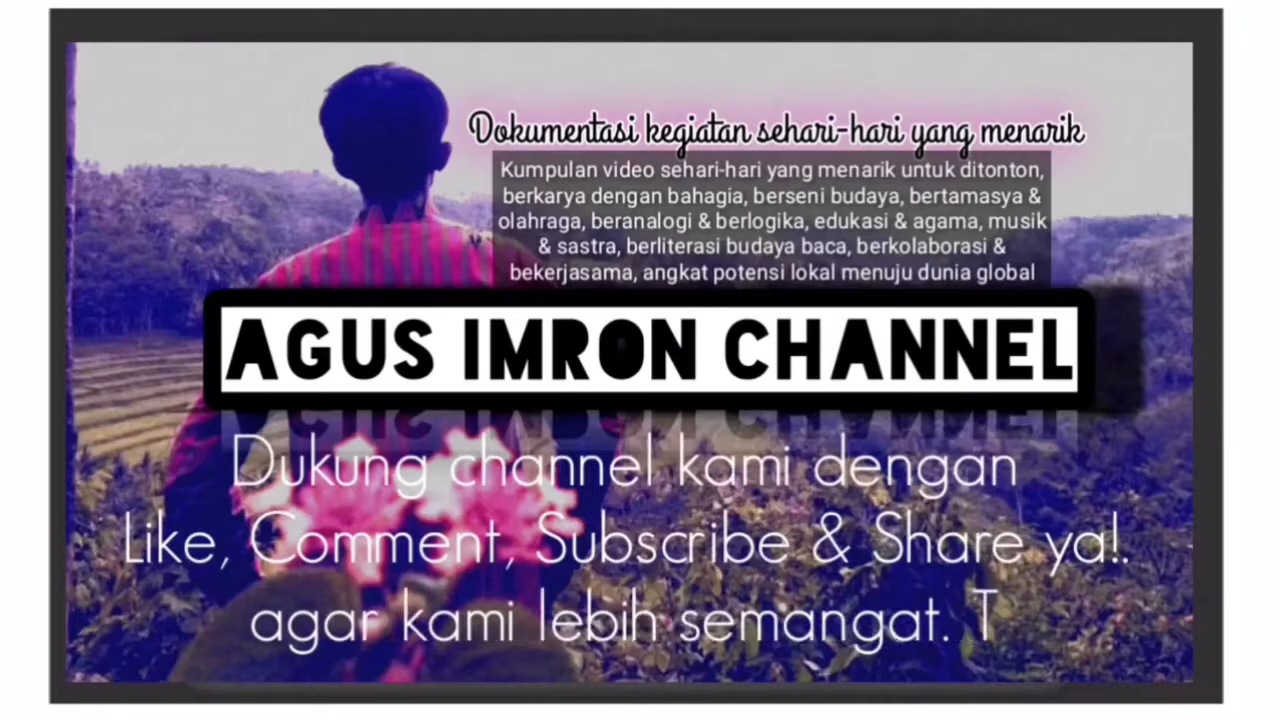 Dokumentasi kegiatan sehari-hari yang menarik
Kumpulan video sehari-hari yang menarik untuk ditonton,
berkarya dengan bahagia, berseni budaya, bertamasya &
olahraga, beranalogi & berlogika, edukasi & agama, musik
& sastra, berliterasi budaya baca, berkolaborasi &
bekerjasama, angkat potensi lokal menuju dunia global
AGUS IMRON CHANNEL
Dukung channel kami dengan
Like, Comment, Subscribe & Share ya!.
agar kami lebih semangat. T